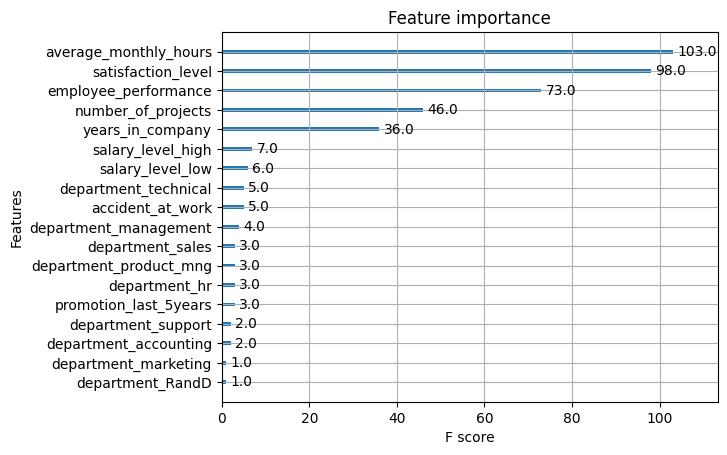 Feature importance
average_monthly_hours 103.0
satisfaction_level 98.0
employee_performance 73.0
number_of_projects 46.0
years_in_company 36.0
salary_level_high 7.0
salary_level_low 6.0
department_technical 5.0
accident_at_work 5.0
department_management 4.0
department_sales 3.0
department_product_mng 3.0
department_hr 3.0
promotion_last_5years 3.0
department_support 2.0
department_accounting 2.0
department_marketing 1.0
department_RandD 1.0
Features
0 20 40 60 80 100
F score